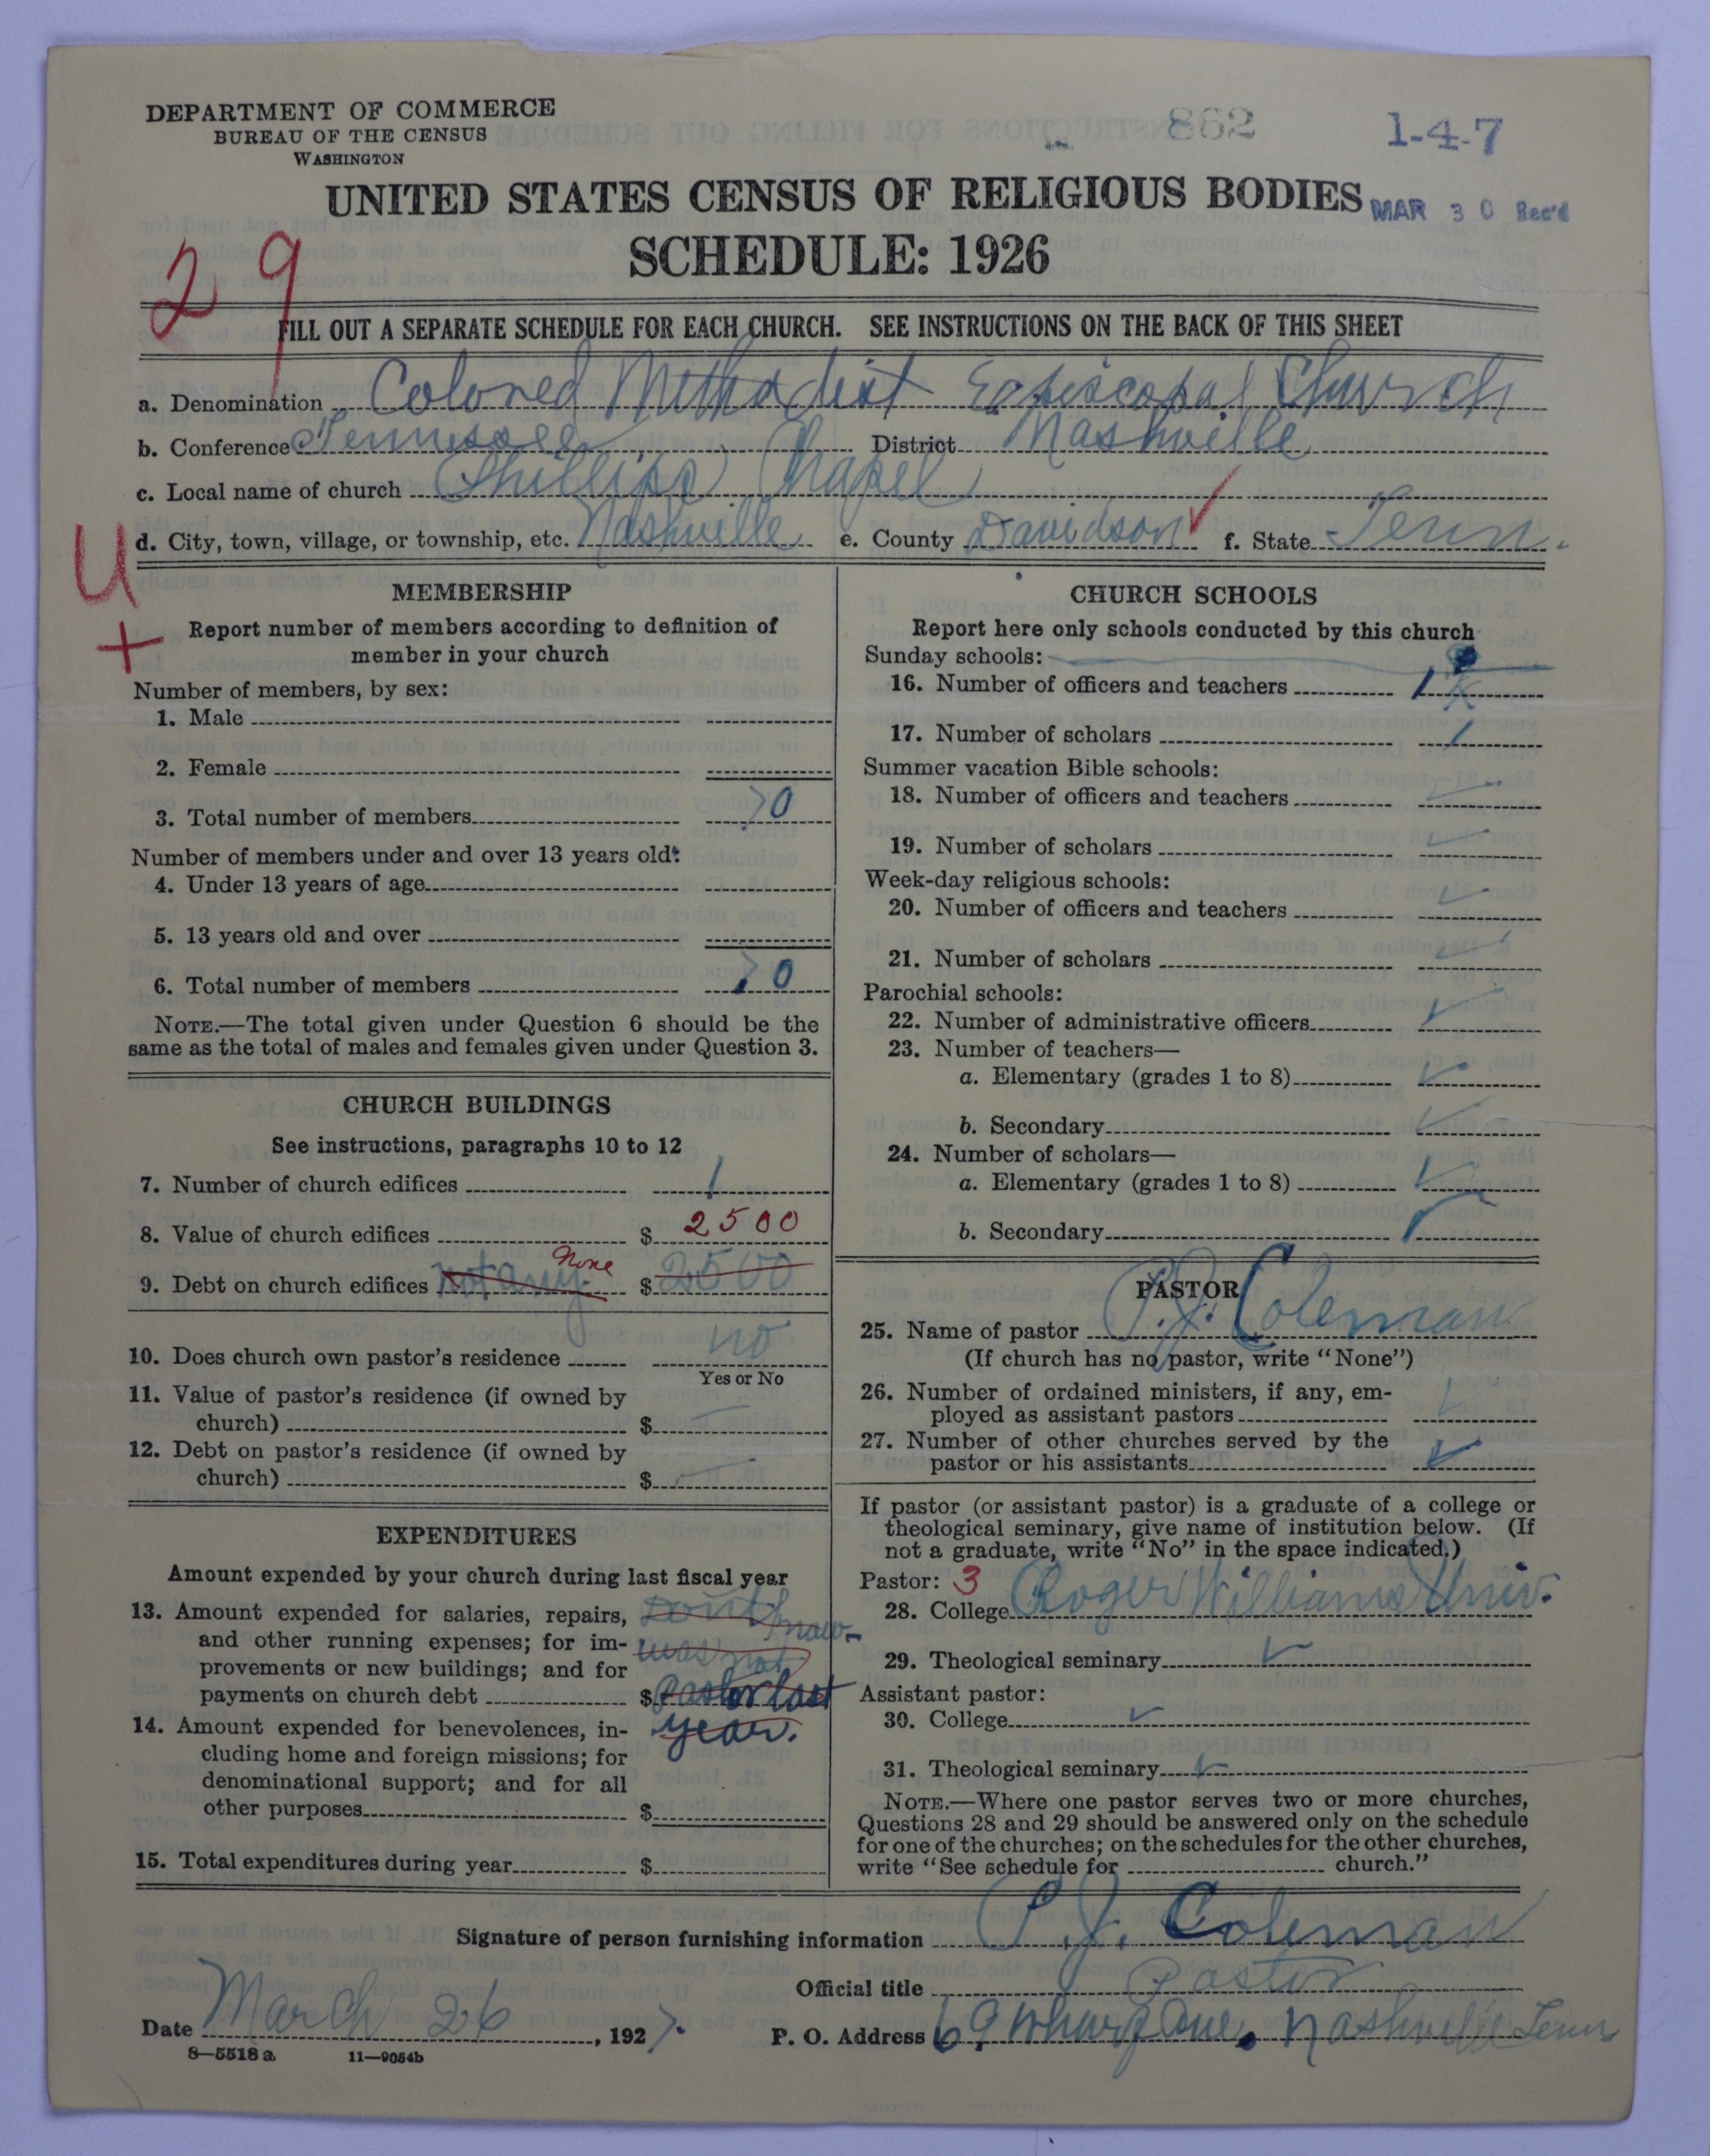 DEPARTMENT OF COMMERCE
BUREAU OF THE CENSUS
WASHINGTON
862
1-4-7
UNITED STATES CENSUS OF RELIGIOUS BODIES
MAR 30 Rec'd
SCHEDULE: 1926
29
FILL OUT A SEPARATE SCHEDULE FOR EACH CHURCH. SEE INSTRUCTIONS ON THE BACK OF THIS SHEET
a. Denomination Colored Methodist Episcopal Church
b. Conference Tennessee District Nashville
c. Local name of church Phillips Chapel
d. City, town, village, or township, etc. Nashville e. County Davidson ✓ f. State Tenn.
U
+
MEMBERSHIP
Report number of members according to definition of
member in your church
Number of members, by sex:
1. Male
2. Female
3. Total number of members 70
Number of members under and over 13 years old:
4. Under 13 years of age
5. 13 years old and over
6. Total number of members 70
NOTE.—The total given under Question 6 should be the
same as the total of males and females given under Question 3.
CHURCH BUILDINGS
See instructions, paragraphs 10 to 12
7. Number of church edifices 1
8. Value of church edifices $ 2500
9. Debt on church edifices not any. None $ 2500
10. Does church own pastor's residence no
Yes or No
11. Value of pastor's residence (if owned by
church) $ —
12. Debt on pastor's residence (if owned by
church) $ —
EXPENDITURES
Amount expended by your church during last fiscal year
13. Amount expended for salaries, repairs, Dont know—
and other running expenses; for im- was not
provements or new buildings; and for
payments on church debt $ pastor last
14. Amount expended for benevolences, in- year.
cluding home and foreign missions; for
denominational support; and for all
other purposes $
15. Total expenditures during year $
CHURCH SCHOOLS
Report here only schools conducted by this church
Sunday schools:
16. Number of officers and teachers
17. Number of scholars
Summer vacation Bible schools:
18. Number of officers and teachers ✓
19. Number of scholars ✓
Week-day religious schools:
20. Number of officers and teachers ✓
21. Number of scholars ✓
Parochial schools:
22. Number of administrative officers ✓
23. Number of teachers—
a. Elementary (grades 1 to 8) ✓
b. Secondary ✓
24. Number of scholars—
a. Elementary (grades 1 to 8) ✓
b. Secondary ✓
PASTOR
25. Name of pastor P. J. Coleman
(If church has no pastor, write "None")
26. Number of ordained ministers, if any, em-
ployed as assistant pastors ✓
27. Number of other churches served by the
pastor or his assistants ✓
If pastor (or assistant pastor) is a graduate of a college or
theological seminary, give name of institution below. (If
not a graduate, write "No" in the space indicated.)
Pastor: 3
28. College Roger Williams Univ.
29. Theological seminary ✓
Assistant pastor:
30. College ✓
31. Theological seminary ✓
NOTE.—Where one pastor serves two or more churches,
Questions 28 and 29 should be answered only on the schedule
for one of the churches; on the schedules for the other churches,
write "See schedule for church."
Signature of person furnishing information P. J. Coleman
Official title Pastor
Date March 26, 1927. P. O. Address 69 Wharf Ave. Nashville Tenn
8—5518 a 11—9054b